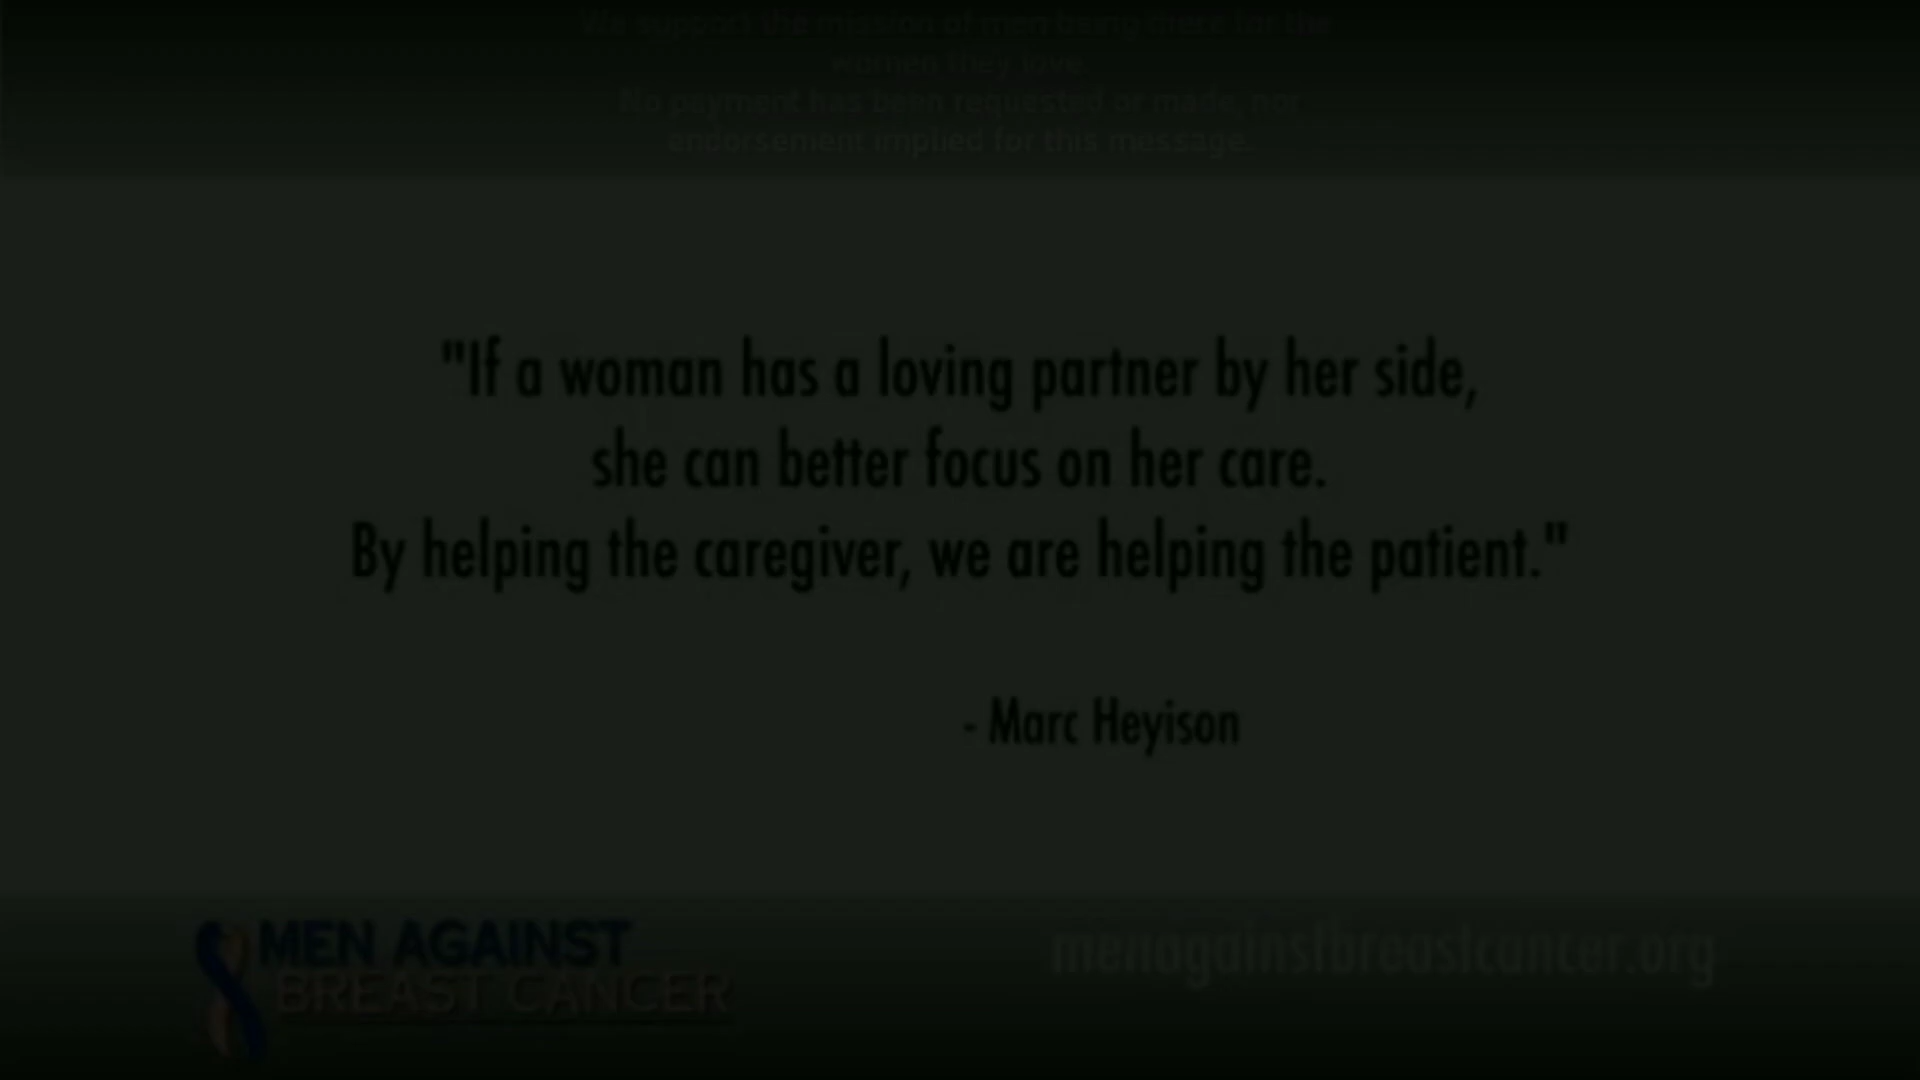 We support the mission of men being there for the
women they love.
No payment has been requested or made, nor
endorsement implied for this message.
"If a woman has a loving partner by her side,
she can better focus on her care.
By helping the caregiver, we are helping the patient."
- Marc Heyison
MEN AGAINST
BREAST CANCER
menagainstbreastcancer.org